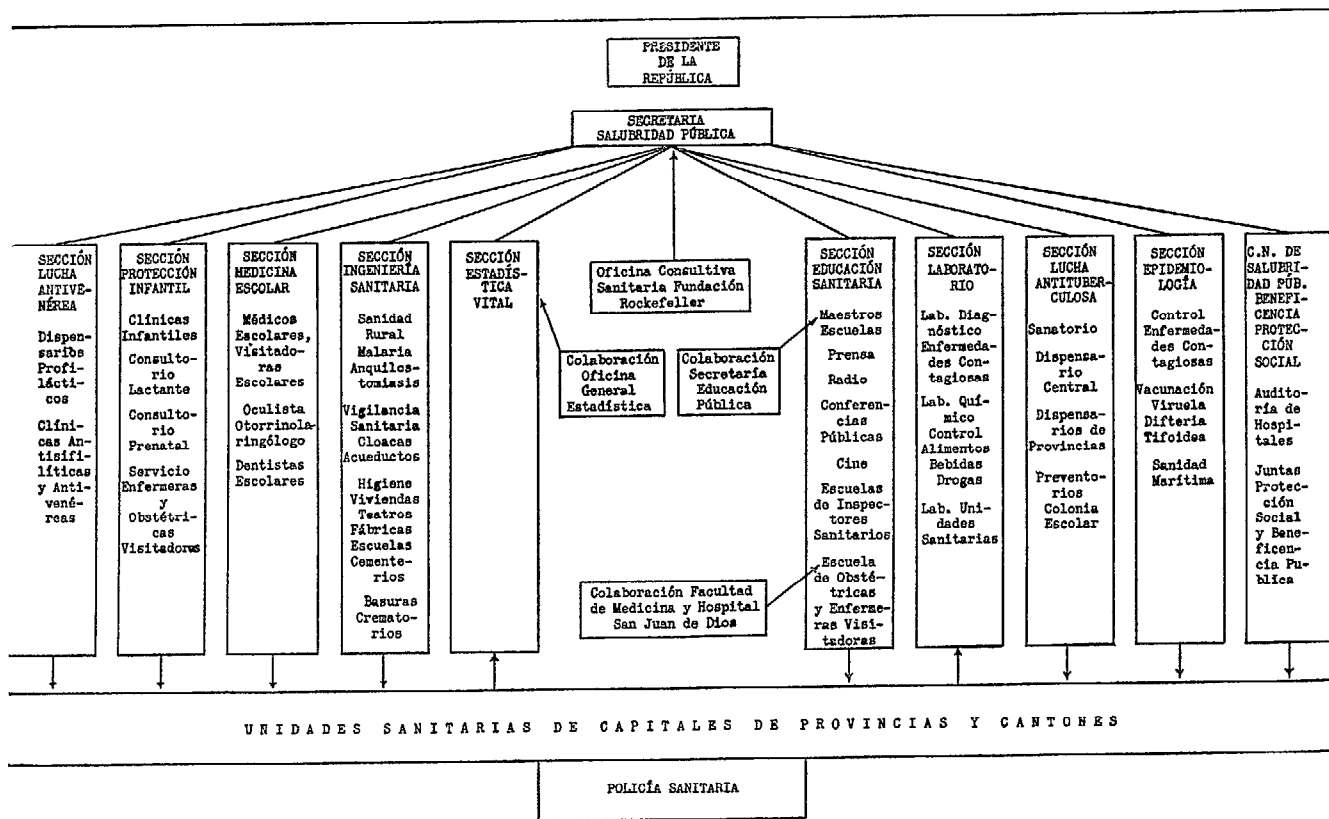 PRESIDENTE
DE LA
REPÚBLICA
SECRETARIA
SALUBRIDAD PÚBLICA
SECCIÓN
LUCHA
ANTIVE-
NÉREA
Dispen-
sarios
Profi-
lácti-
cos
Clíni-
cas An-
tisifi-
líticas
y Anti-
vené-
reas
SECCIÓN
PROTECCIÓN
INFANTIL
Clínicas
Infantiles
Consulto-
rio
Lactante
Consulto-
rio
Prenatal
Servicio
Enfermeras
y
Obstétri-
cas
Visitadores
SECCIÓN
MEDICINA
ESCOLAR
Médicos
Escolares,
Visitado-
ras
Escolares
Oculista
Otorrinola-
ringólogo
Dentistas
Escolares
SECCIÓN
INGENIERÍA
SANITARIA
Sanidad
Rural
Malaria
Anquilos-
tomiasis
Vigilancia
Sanitaria
Cloacas
Acueductos
Higiene
Viviendas
Teatros
Fábricas
Escuelas
Cemente-
rios
Basuras
Cremato-
rios
SECCIÓN
ESTADÍS-
TICA
VITAL
Oficina Consultiva
Sanitaria Fundación
Rockefeller
Colaboración
Oficina
General
Estadística
Colaboración
Secretaría
Educación
Pública
Colaboración Facultad
de Medicina y Hospital
San Juan de Dios
SECCIÓN
EDUCACIÓN
SANITARIA
Maestros
Escuelas
Prensa
Radio
Conferen-
cias
Públicas
Cine
Escuelas
de Inspec-
tores
Sanitarios
Escuela
de Obsté-
tricas
y Enferme-
ras Visi-
tadoras
SECCIÓN
LABORATO-
RIO
Lab. Diag-
nóstico
Enfermeda-
des Con-
tagiosas
Lab. Quí-
mico
Control
Alimentos
Bebidas
Drogas
Lab. Uni-
dades
Sanitarias
SECCIÓN
LUCHA
ANTITUBER-
CULOSA
Sanatorio
Dispensa-
rio
Central
Dispensa-
rios de
Provincias
Prevento-
rios
Colonia
Escolar
SECCIÓN
EPIDEMIO-
LOGÍA
Control
Enfermeda-
des Con-
tagiosas
Vacunación
Viruela
Difteria
Tifoidea
Sanidad
Marítima
C.N. DE
SALUBRI-
DAD PÚB.
BENEFI-
CENCIA
PROTEC-
CIÓN
SOCIAL
Audito-
ría de
Hospi-
tales
Juntas
Protec-
ción
Social
y Bene-
ficen-
cia Pu-
blica
UNIDADES SANITARIAS DE CAPITALES DE PROVINCIAS Y CANTONES
POLICÍA SANITARIA